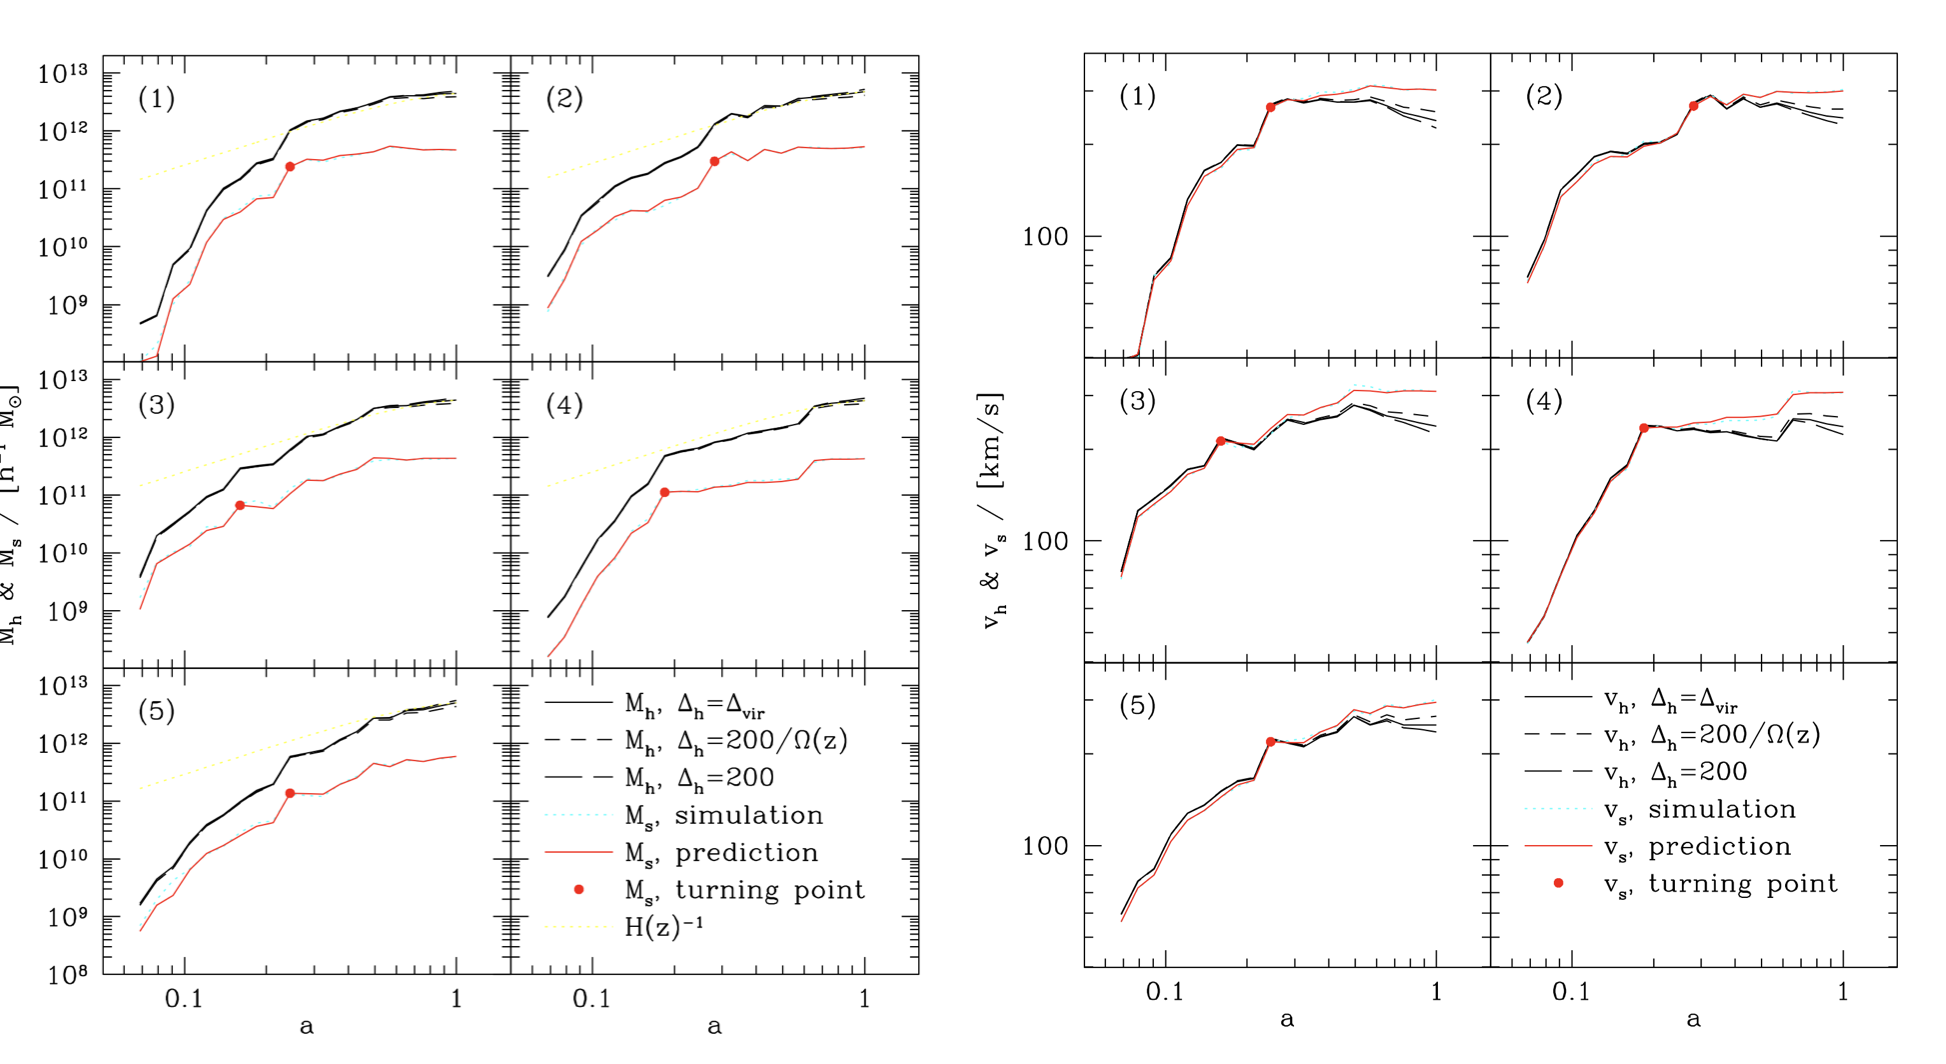 (1)
(2)
(3)
(4)
(5)
10¹³
10¹²
10¹¹
10¹⁰
10⁹
10¹³
10¹²
10¹¹
10¹⁰
10⁹
10¹³
10¹²
10¹¹
10¹⁰
10⁹
10⁸
M_h & M_s / [h⁻¹ M_⊙]
M_h, Δ_h=Δ_vir
M_h, Δ_h=200/Ω(z)
M_h, Δ_h=200
M_s, simulation
M_s, prediction
M_s, turning point
H(z)⁻¹
0.1 1 0.1 1
a a
(1)
(2)
(3)
(4)
(5)
100
100
100
v_h & v_s / [km/s]
v_h, Δ_h=Δ_vir
v_h, Δ_h=200/Ω(z)
v_h, Δ_h=200
v_s, simulation
v_s, prediction
v_s, turning point
0.1 1 0.1 1
a a